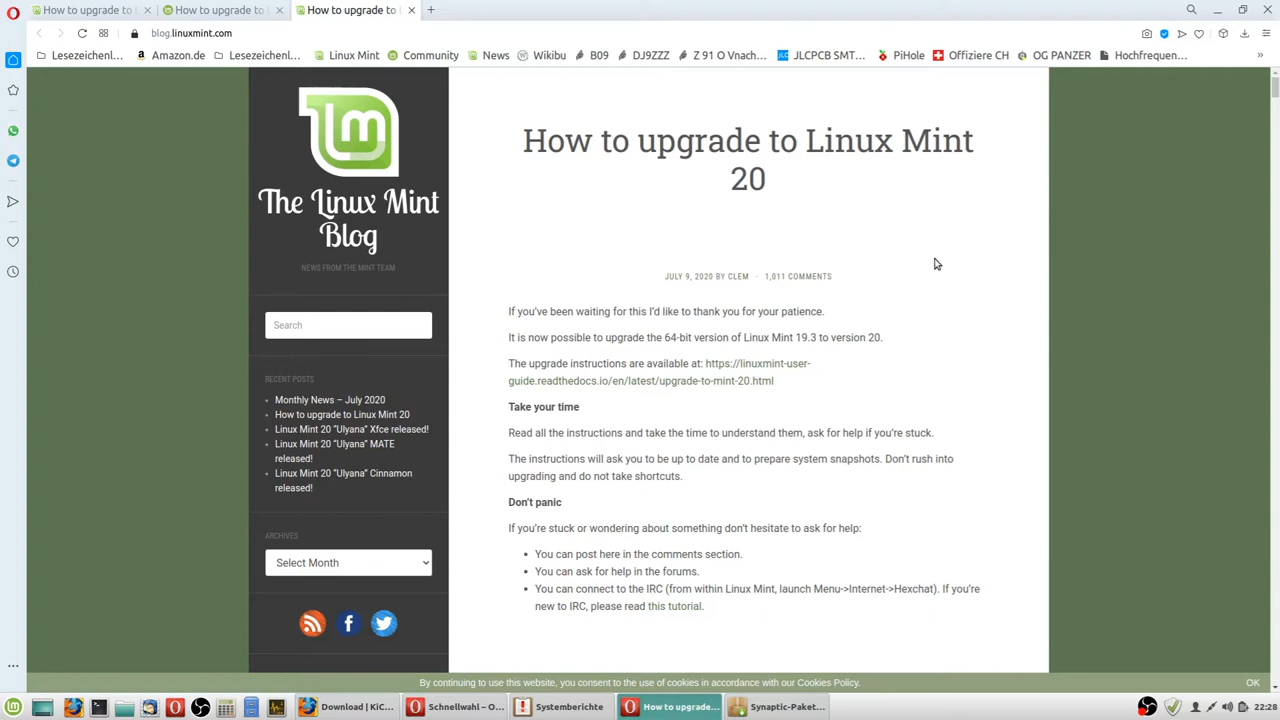 How to upgrade to L
How to upgrade to L
How to upgrade to L
blog.linuxmint.com
Lesezeichenl...
Amazon.de
Lesezeichenl...
Linux Mint
Community
News
Wikibu
B09
DJ9ZZZ
Z 91 O Vnach...
JLCPCB SMT...
PiHole
Offiziere CH
OG PANZER
Hochfrequen...
»
lm
The Linux Mint
Blog
NEWS FROM THE MINT TEAM
Search
RECENT POSTS
Monthly News – July 2020
How to upgrade to Linux Mint 20
Linux Mint 20 “Ulyana” Xfce released!
Linux Mint 20 “Ulyana” MATE
released!
Linux Mint 20 “Ulyana” Cinnamon
released!
ARCHIVES
Select Month
How to upgrade to Linux Mint
20
JULY 9, 2020 BY CLEM · 1,011 COMMENTS
If you’ve been waiting for this I’d like to thank you for your patience.
It is now possible to upgrade the 64-bit version of Linux Mint 19.3 to version 20.
The upgrade instructions are available at: https://linuxmint-user-
guide.readthedocs.io/en/latest/upgrade-to-mint-20.html
Take your time
Read all the instructions and take the time to understand them, ask for help if you’re stuck.
The instructions will ask you to be up to date and to prepare system snapshots. Don’t rush into
upgrading and do not take shortcuts.
Don’t panic
If you’re stuck or wondering about something don’t hesitate to ask for help:
• You can post here in the comments section.
• You can ask for help in the forums.
• You can connect to the IRC (from within Linux Mint, launch Menu->Internet->Hexchat). If you’re
new to IRC, please read this tutorial.
By continuing to use this website, you consent to the use of cookies in accordance with our Cookies Policy.
OK
Download | KiC...
Schnellwahl – O...
Systemberichte
How to upgrade...
Synaptic-Paket...
22:28